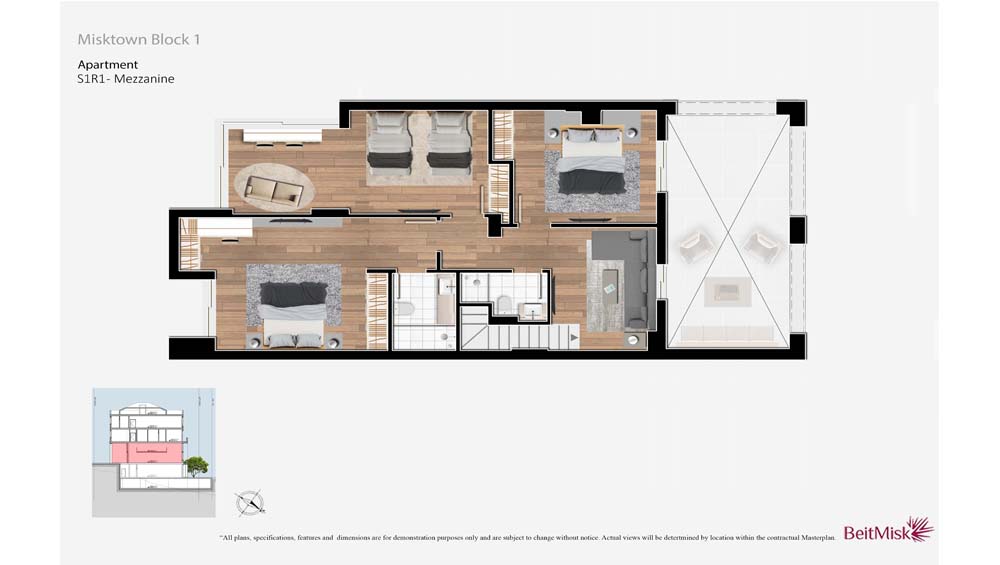 Misktown Block 1
Apartment
S1R1- Mezzanine
"All plans, specifications, features and dimensions are for demonstration purposes only and are subject to change without notice. Actual views will be determined by location within the contractual Masterplan.
BeitMisk